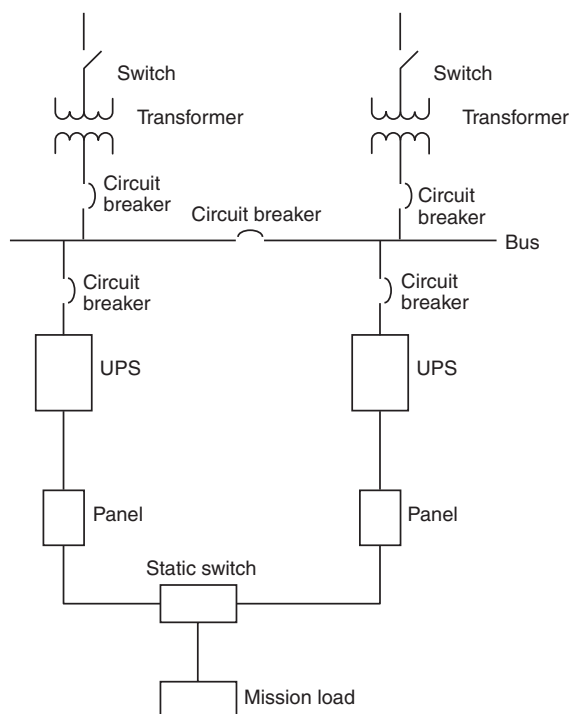 Switch
Switch
Transformer
Transformer
Circuit
breaker
Circuit breaker
Circuit
breaker
Bus
Circuit
breaker
Circuit
breaker
UPS
UPS
Panel
Panel
Static switch
Mission load